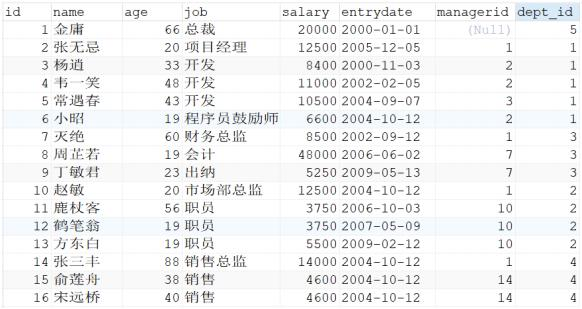 id name age job salary entrydate managerid dept_id
1 金庸 66 总裁 20000 2000-01-01 (Null) 5
2 张无忌 20 项目经理 12500 2005-12-05 1 1
3 杨逍 33 开发 8400 2000-11-03 2 1
4 韦一笑 48 开发 11000 2002-02-05 2 1
5 常遇春 43 开发 10500 2004-09-07 3 1
6 小昭 19 程序员鼓励师 6600 2004-10-12 2 1
7 灭绝 60 财务总监 8500 2002-09-12 1 3
8 周芷若 19 会计 48000 2006-06-02 7 3
9 丁敏君 23 出纳 5250 2009-05-13 7 3
10 赵敏 20 市场部总监 12500 2004-10-12 1 2
11 鹿杖客 56 职员 3750 2006-10-03 10 2
12 鹤笔翁 19 职员 3750 2007-05-09 10 2
13 方东白 19 职员 5500 2009-02-12 10 2
14 张三丰 88 销售总监 14000 2004-10-12 1 4
15 俞莲舟 38 销售 4600 2004-10-12 14 4
16 宋远桥 40 销售 4600 2004-10-12 14 4